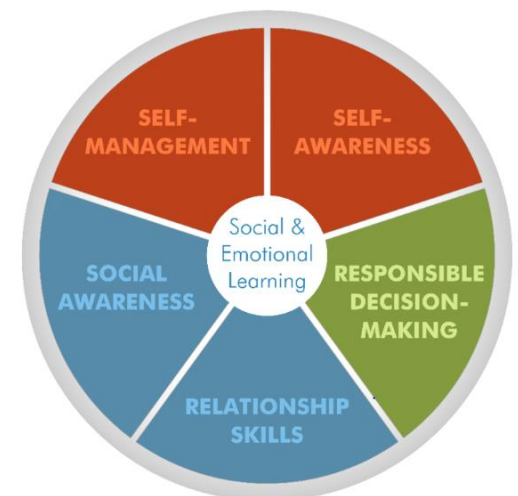 SELF-
MANAGEMENT
SELF-
AWARENESS
Social &
Emotional
Learning
SOCIAL
AWARENESS
RESPONSIBLE
DECISION-
MAKING
RELATIONSHIP
SKILLS